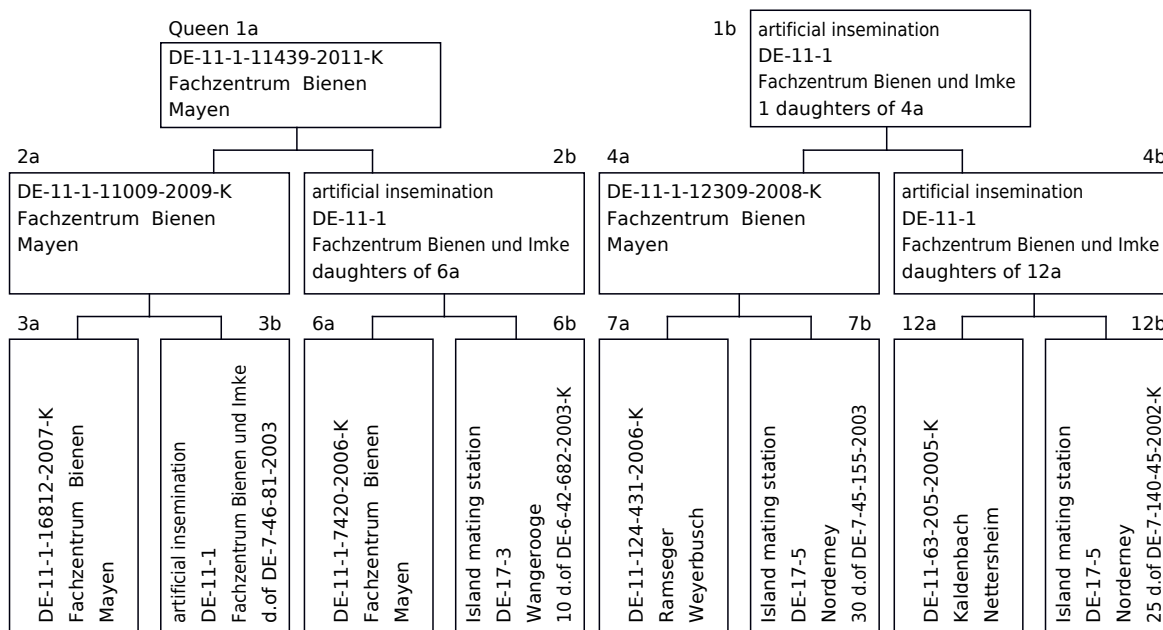 Queen 1a
DE-11-1-11439-2011-K
Fachzentrum Bienen
Mayen
1b
artificial insemination
DE-11-1
Fachzentrum Bienen und Imke
1 daughters of 4a
2a
DE-11-1-11009-2009-K
Fachzentrum Bienen
Mayen
2b
artificial insemination
DE-11-1
Fachzentrum Bienen und Imke
daughters of 6a
4a
DE-11-1-12309-2008-K
Fachzentrum Bienen
Mayen
4b
artificial insemination
DE-11-1
Fachzentrum Bienen und Imke
daughters of 12a
3a
DE-11-1-16812-2007-K
Fachzentrum Bienen
Mayen
3b
artificial insemination
DE-11-1
Fachzentrum Bienen und Imke
d.of DE-7-46-81-2003
6a
DE-11-1-7420-2006-K
Fachzentrum Bienen
Mayen
6b
Island mating station
DE-17-3
Wangerooge
10 d.of DE-6-42-682-2003-K
7a
DE-11-124-431-2006-K
Ramseger
Weyerbusch
7b
Island mating station
DE-17-5
Norderney
30 d.of DE-7-45-155-2003
12a
DE-11-63-205-2005-K
Kaldenbach
Nettersheim
12b
Island mating station
DE-17-5
Norderney
25 d.of DE-7-140-45-2002-K